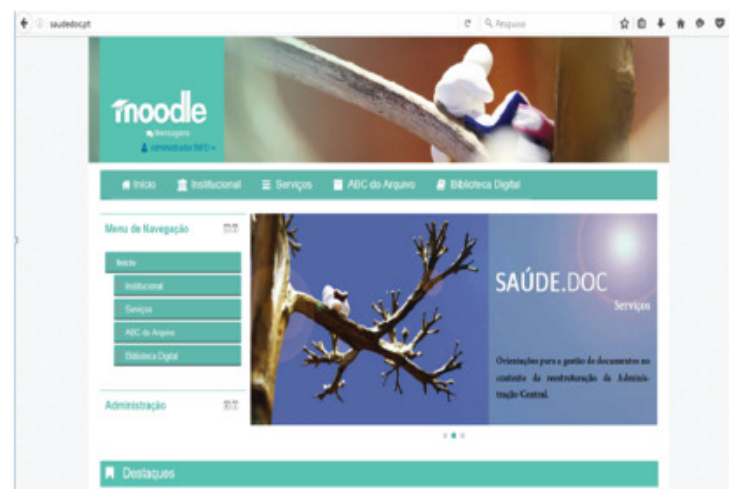 saudedoc.pt
Pesquisa
moodle
Mensagens
ADMINISTRADOR INFO
Início
Institucional
Serviços
ABC do Arquivo
Biblioteca Digital
Menu de Navegação
Início
Institucional
Serviços
ABC do Arquivo
Biblioteca Digital
Administração
SAÚDE.DOC
Serviços
Orientações para a gestão de documentos no
contexto da reestruturação da Adminis-
tração Central.
Destaques